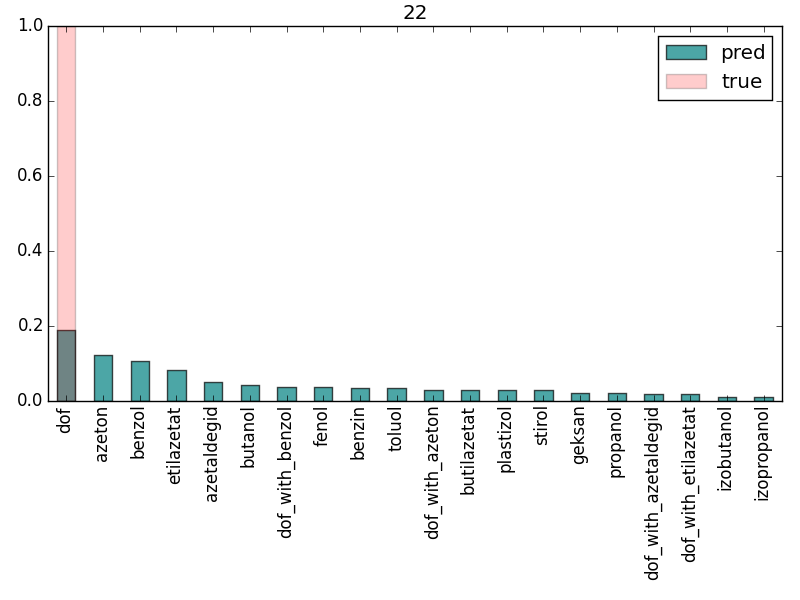 22
1.0
0.8
0.6
0.4
0.2
0.0
pred
true
dof
azeton
benzol
etilazetat
azetaldegid
butanol
dof_with_benzol
fenol
benzin
toluol
dof_with_azeton
butilazetat
plastizol
stirol
geksan
propanol
dof_with_azetaldegid
dof_with_etilazetat
izobutanol
izopropanol